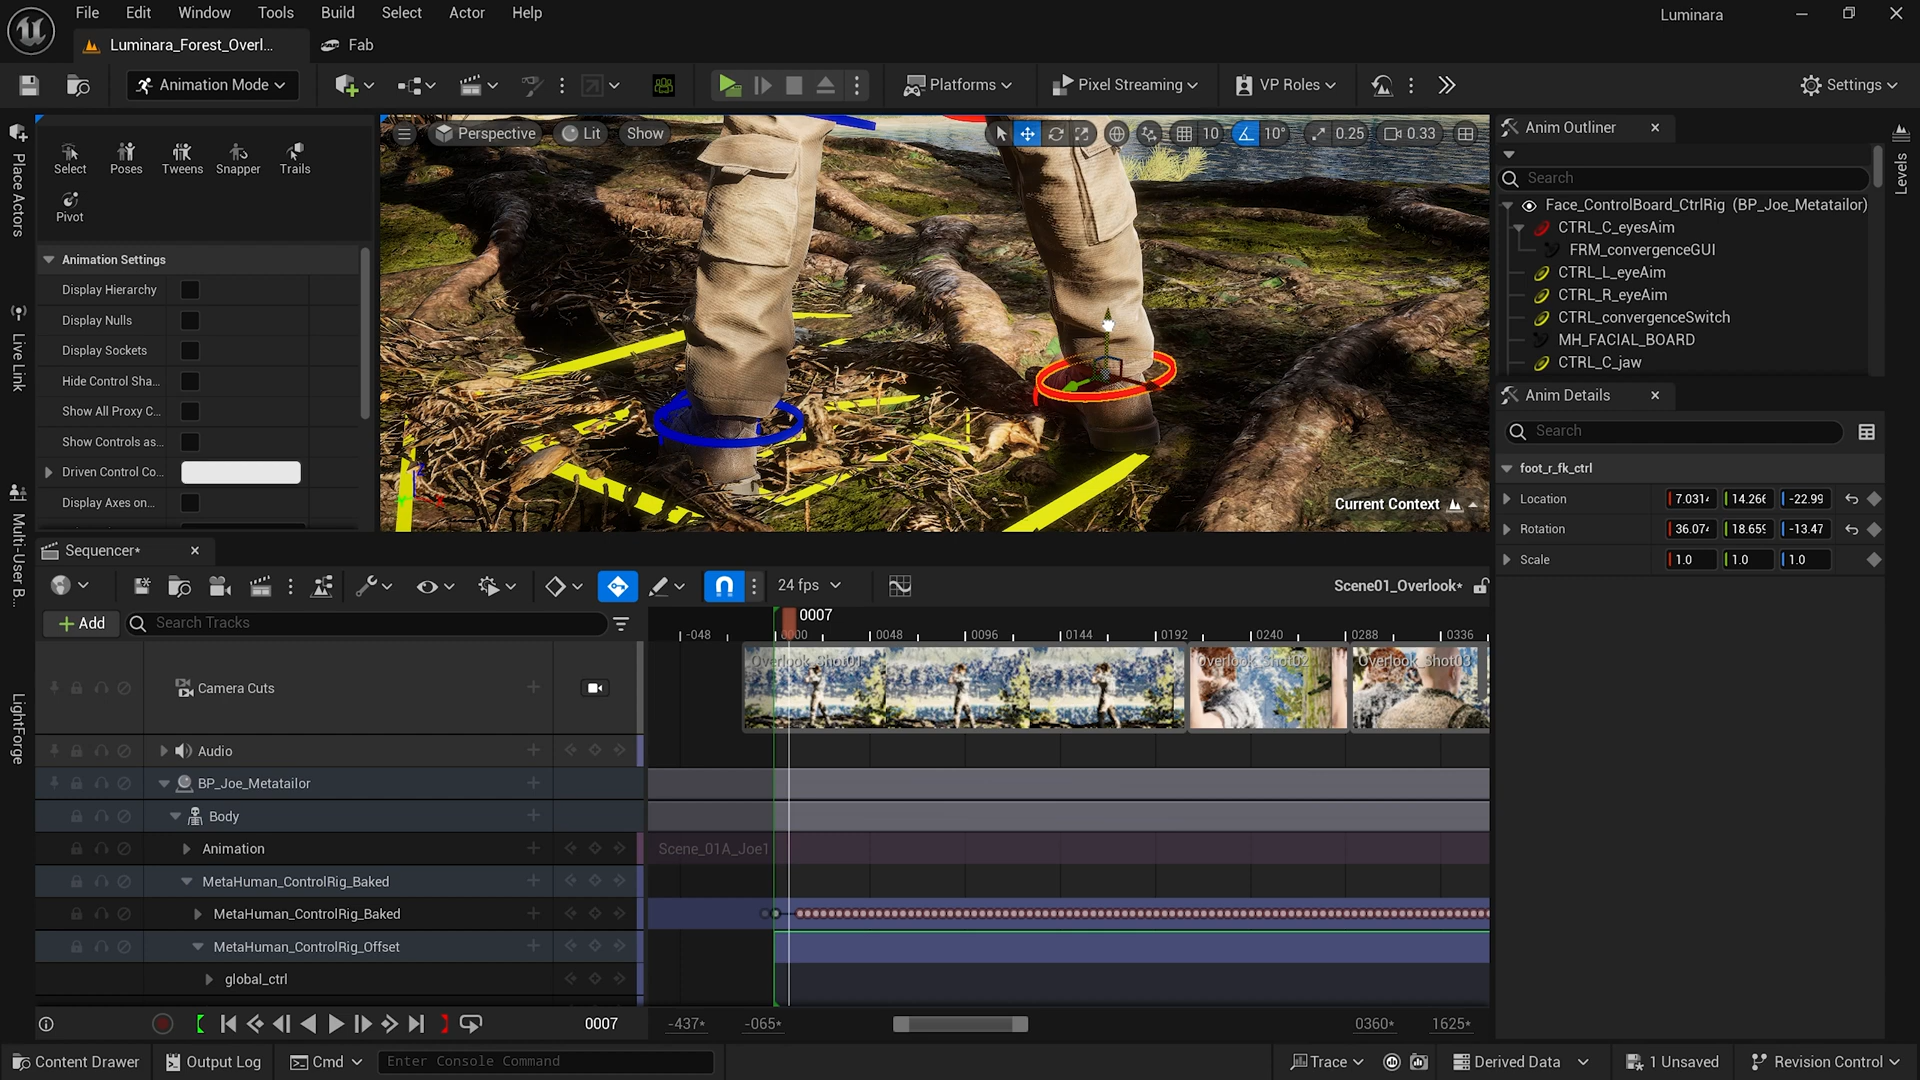 File Edit Window Tools Build Select Actor Help
Luminara
Luminara_Forest_Overl...
Fab
Animation Mode
Platforms
Pixel Streaming
VP Roles
Settings
Place Actors
Live Link
Multi-User B...
LightForge
Select Poses Tweens Snapper Trails
Pivot
Animation Settings
Display Hierarchy
Display Nulls
Display Sockets
Hide Control Sha...
Show All Proxy C...
Show Controls as...
Driven Control Co...
Display Axes on...
Perspective Lit Show
10 10° 0.25 0.33
Current Context
Anim Outliner
Search
Face_ControlBoard_CtrlRig (BP_Joe_Metatailor)
CTRL_C_eyesAim
FRM_convergenceGUI
CTRL_L_eyeAim
CTRL_R_eyeAim
CTRL_convergenceSwitch
MH_FACIAL_BOARD
CTRL_C_jaw
Levels
Anim Details
Search
foot_r_fk_ctrl
Location 7.031 14.26 -22.99
Rotation 36.07 18.65 -13.47
Scale 1.0 1.0 1.0
Sequencer*
24 fps
Scene01_Overlook*
Add
Search Tracks
0007
-048 0000 0048 0096 0144 0192 0240 0288 0336
Camera Cuts
Overlook_Shot01 Overlook_Shot02 Overlook_Shot03
Audio
BP_Joe_Metatailor
Body
Animation
Scene_01A_Joe1
MetaHuman_ControlRig_Baked
MetaHuman_ControlRig_Baked
MetaHuman_ControlRig_Offset
global_ctrl
0007
-437* -065* 0360* 1625*
Content Drawer
Output Log
Cmd
Enter Console Command
Trace
Derived Data
1 Unsaved
Revision Control